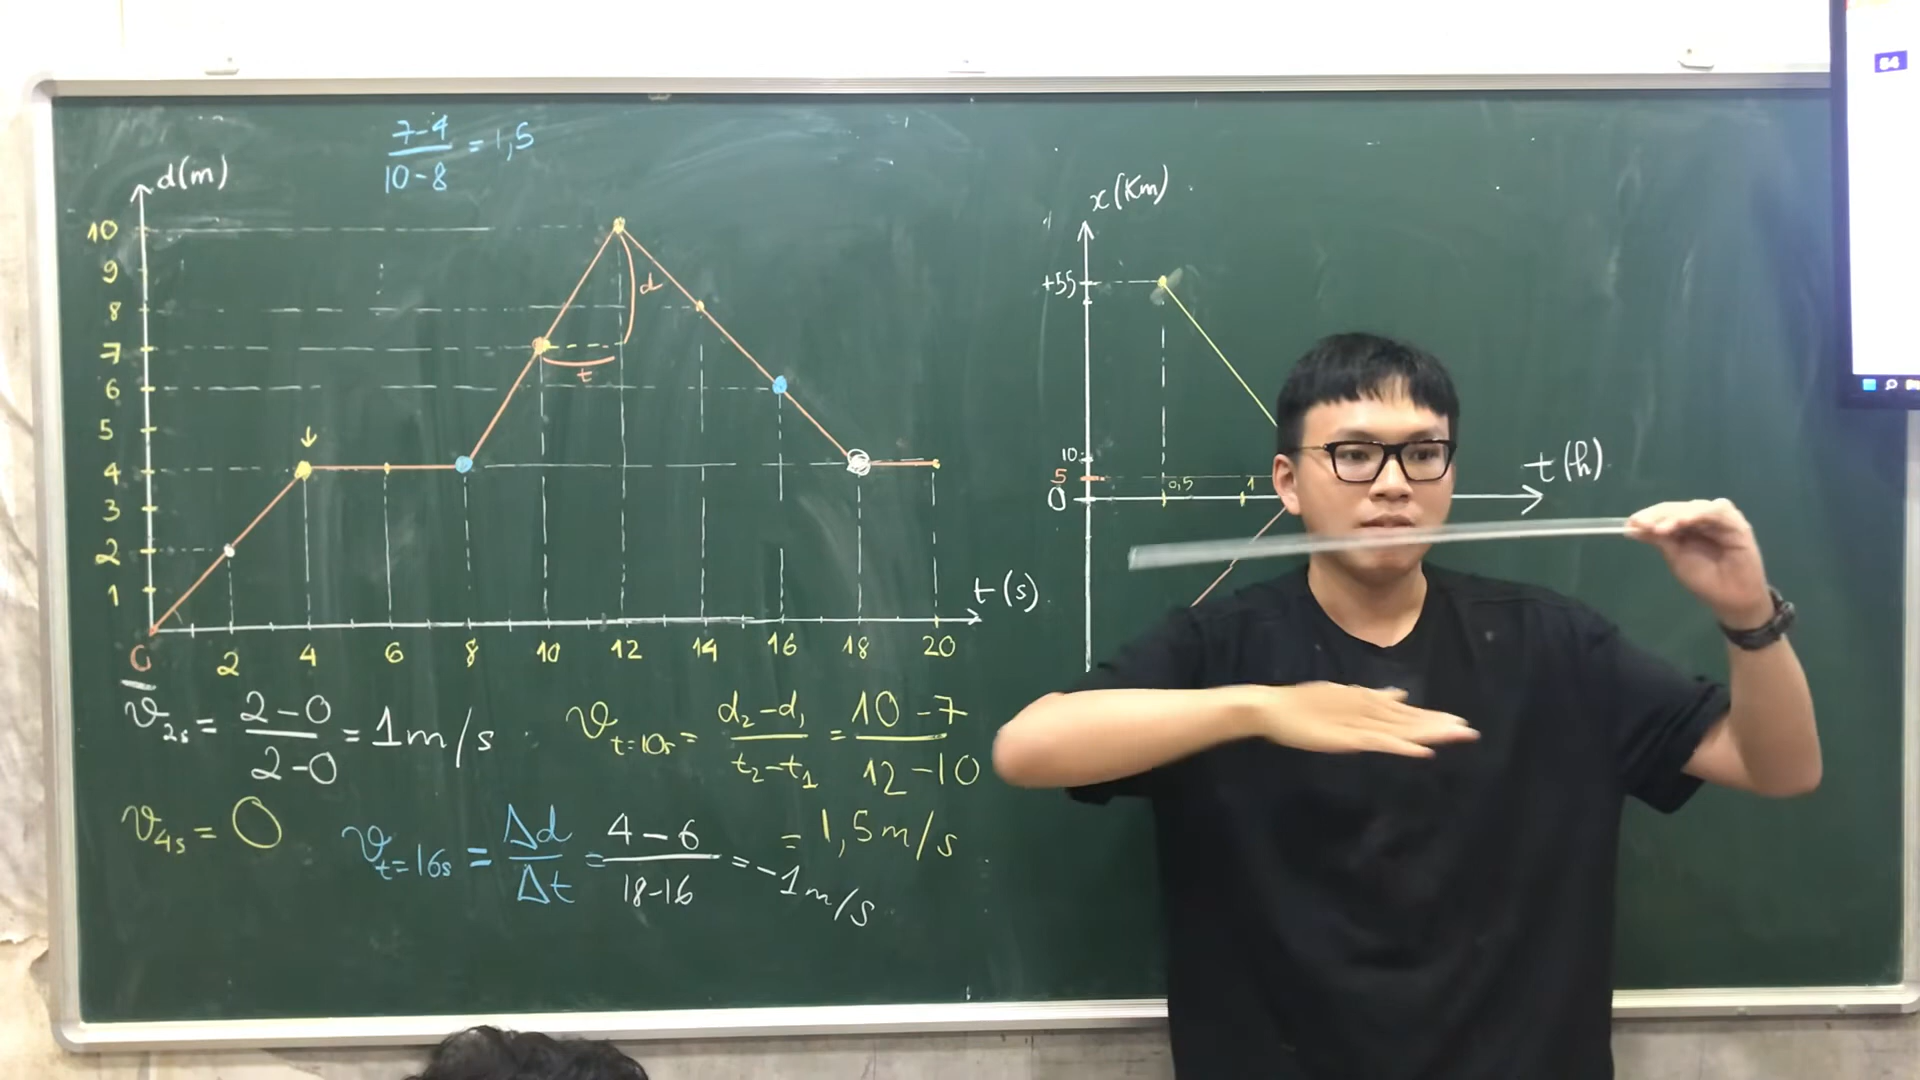 7-4
10-8
= 1,5
d(m)
10
9
8
7
6
5
4
3
2
1
0
2 4 6 8 10 12 14 16 18 20
t(s)
d
t
v2s = 2-0 / 2-0 = 1m/s
vt=10s = d2-d1 / t2-t1 = 10-7 / 12-10
= 1,5m/s
v4s = 0
vt=16s = Δd / Δt = 4-6 / 18-16 = -1m/s
x(Km)
+55
10
5
0
0,5 1
t(h)
84